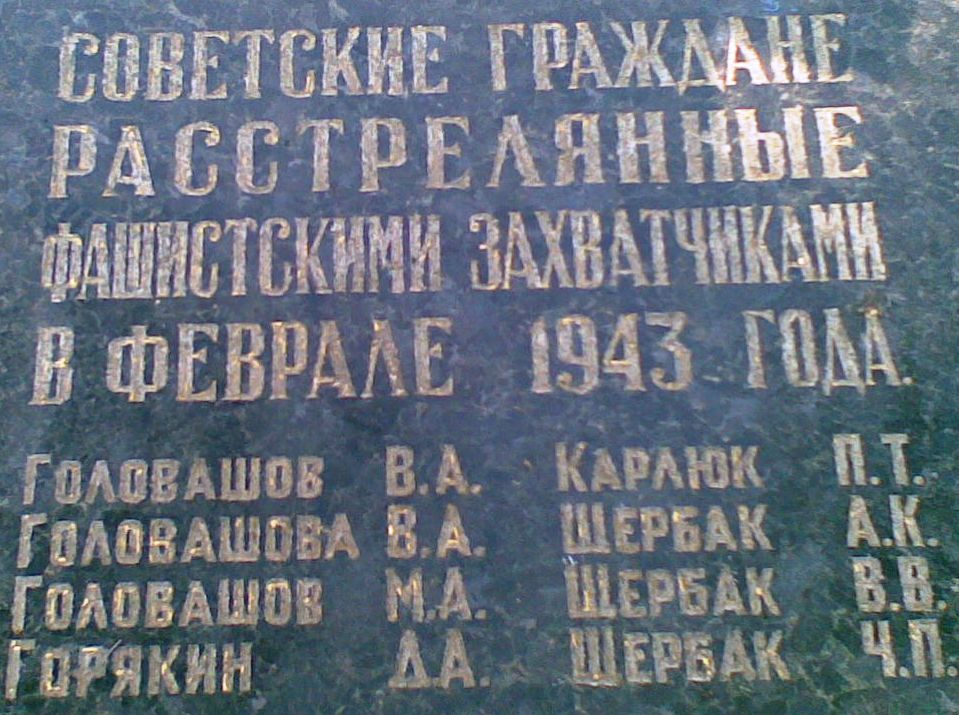 СОВЕТСКИЕ ГРАЖДАНЕ
РАССТРЕЛЯННЫЕ
ФАШИСТСКИМИ ЗАХВАТЧИКАМИ
В ФЕВРАЛЕ 1943 ГОДА.
ГОЛОВАШОВ В.А. КАРЛЮК П.Т.
ГОЛОВАШОВА В.А. ЩЕРБАК А.К.
ГОЛОВАШОВ М.А. ЩЕРБАК В.В.
ГОРЯКИН Д.А. ЩЕРБАК Ч.П.